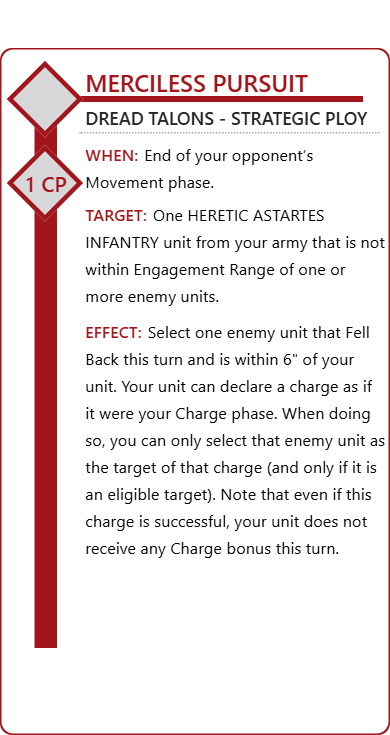 MERCILESS PURSUIT
DREAD TALONS - STRATEGIC PLOY
1 CP
WHEN: End of your opponent’s
Movement phase.
TARGET: One HERETIC ASTARTES
INFANTRY unit from your army that is not
within Engagement Range of one or
more enemy units.
EFFECT: Select one enemy unit that Fell
Back this turn and is within 6" of your
unit. Your unit can declare a charge as if
it were your Charge phase. When doing
so, you can only select that enemy unit as
the target of that charge (and only if it is
an eligible target). Note that even if this
charge is successful, your unit does not
receive any Charge bonus this turn.